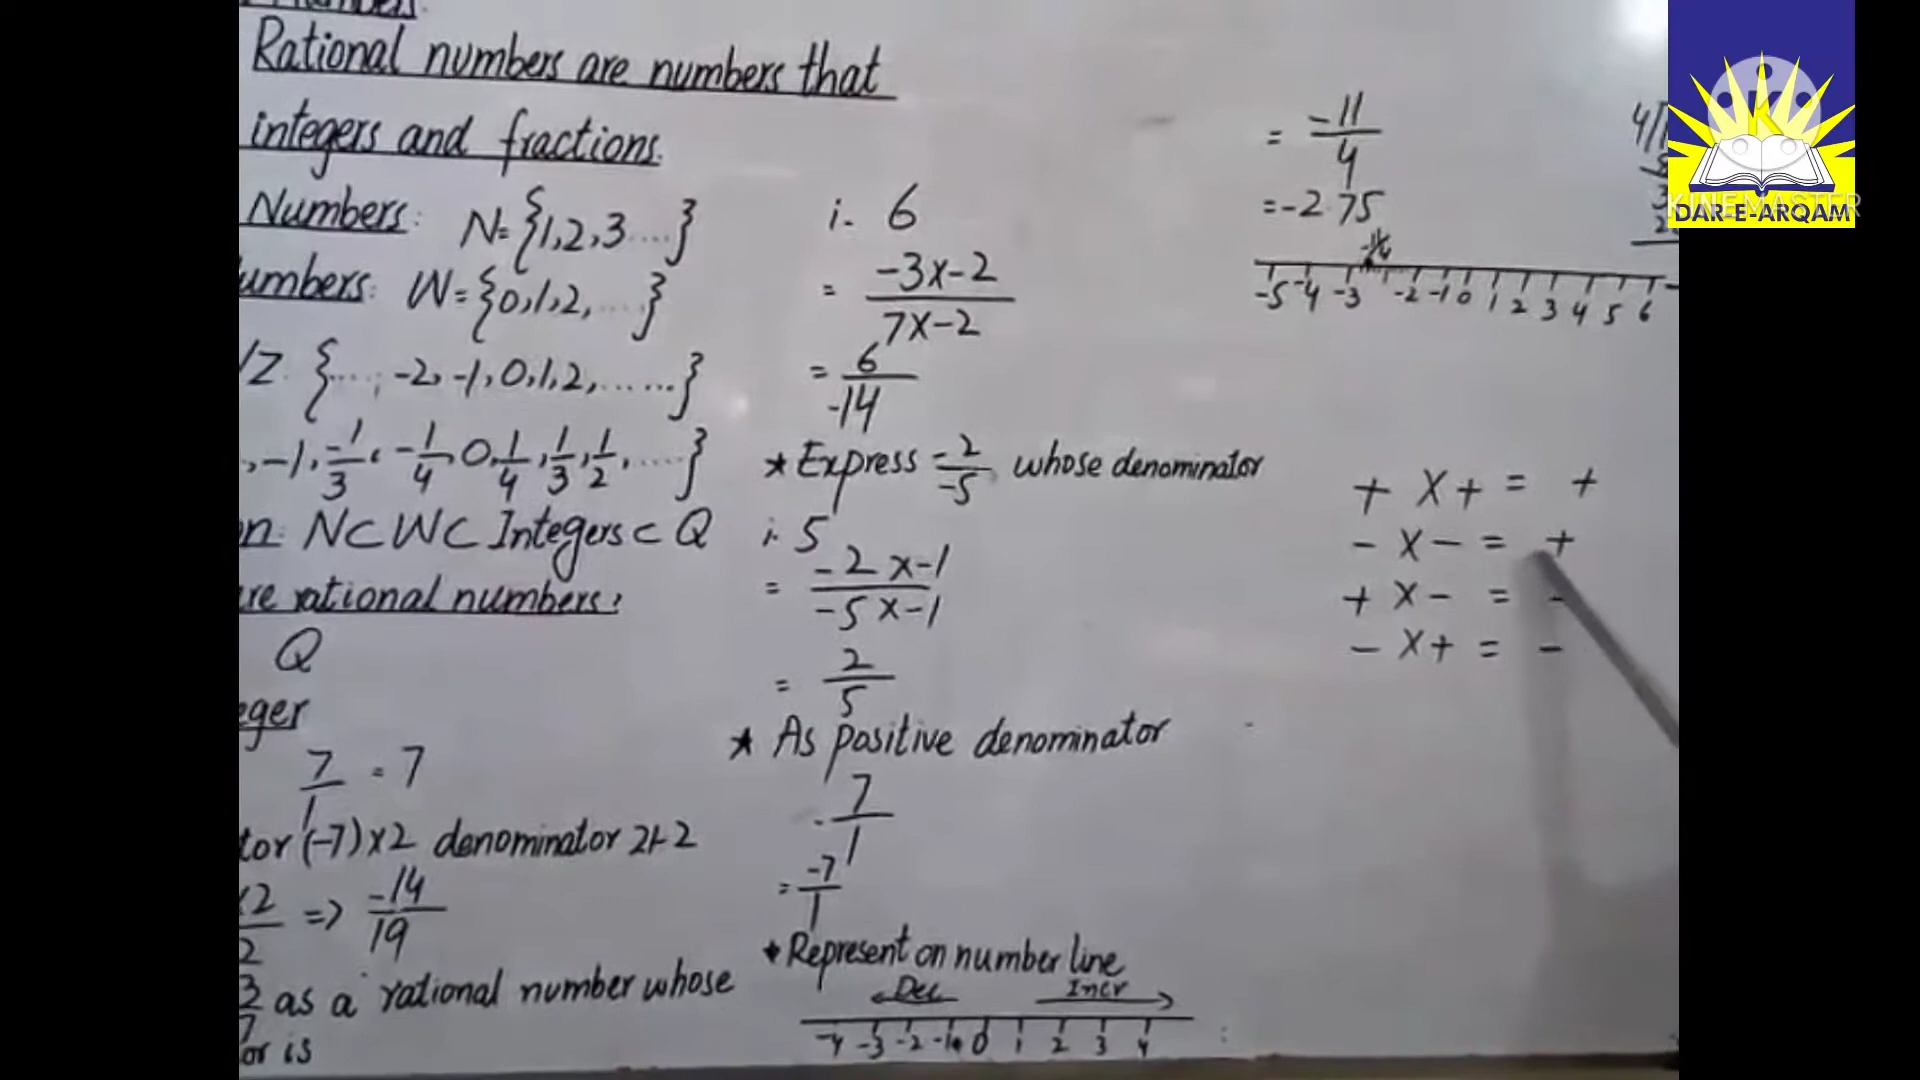 Rational numbers are numbers that
integers and fractions.
Numbers: N={1,2,3....}
umbers: W={0,1,2,....}
Z {...., -2, -1, 0, 1, 2, ......}
, -1, -1/3, -1/4, 0, 1/4, 1/3, 1/2, ....}
n: N⊂W⊂ Integers ⊂ Q
re rational numbers:
Q
eger
7/1 = 7
tor (-7)x2 denominator
2 => -14/19
2
3/7 as a rational number whose
or is
i. 6
= -3x-2 / 7x-2
= 6/-14
* Express -2/-5 whose denominator
i. 5
= -2x-1 / -5x-1
= 2/5
* As positive denominator
-7/1
= -7/1
* Represent on number line
Dec Incr
-4 -3 -2 -1 0 1 2 3 4
= -11/4
= -2.75
-5 -4 -3 -2 -1 0 1 2 3 4 5 6
+ x + = +
- x - = +
+ x - = -
- x + = -
DAR-E-ARQAM
KINEMASTER